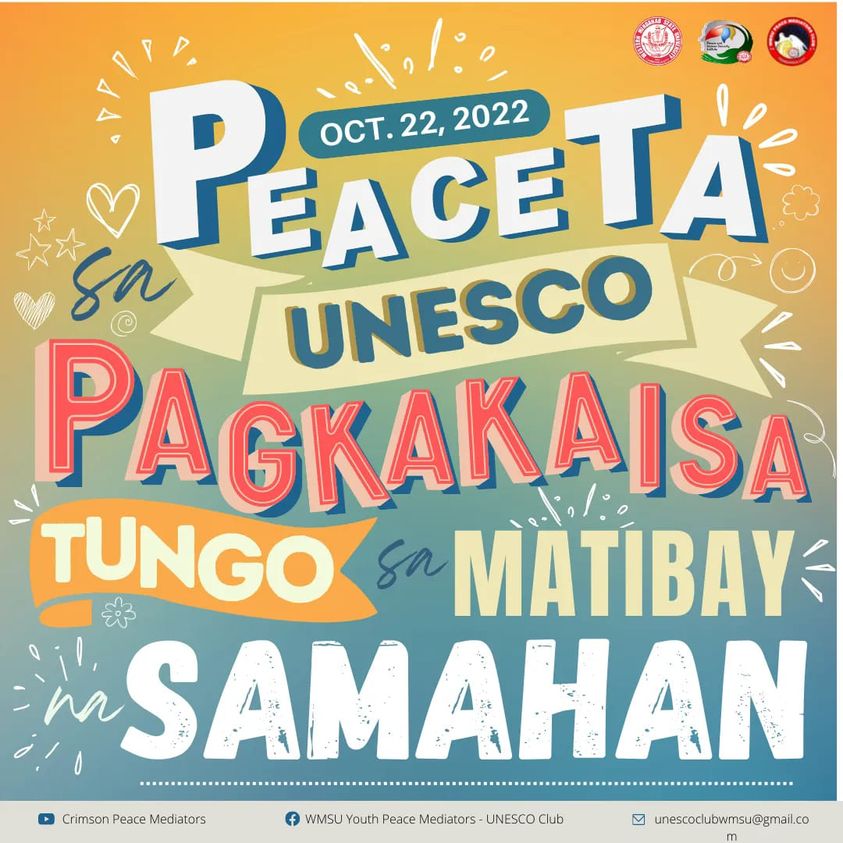 OCT. 22, 2022
PEACETA
sa
UNESCO
PAGKAKAISA
TUNGO sa MATIBAY
na SAMAHAN
Crimson Peace Mediators
WMSU Youth Peace Mediators - UNESCO Club
unescoclubwmsu@gmail.co
m